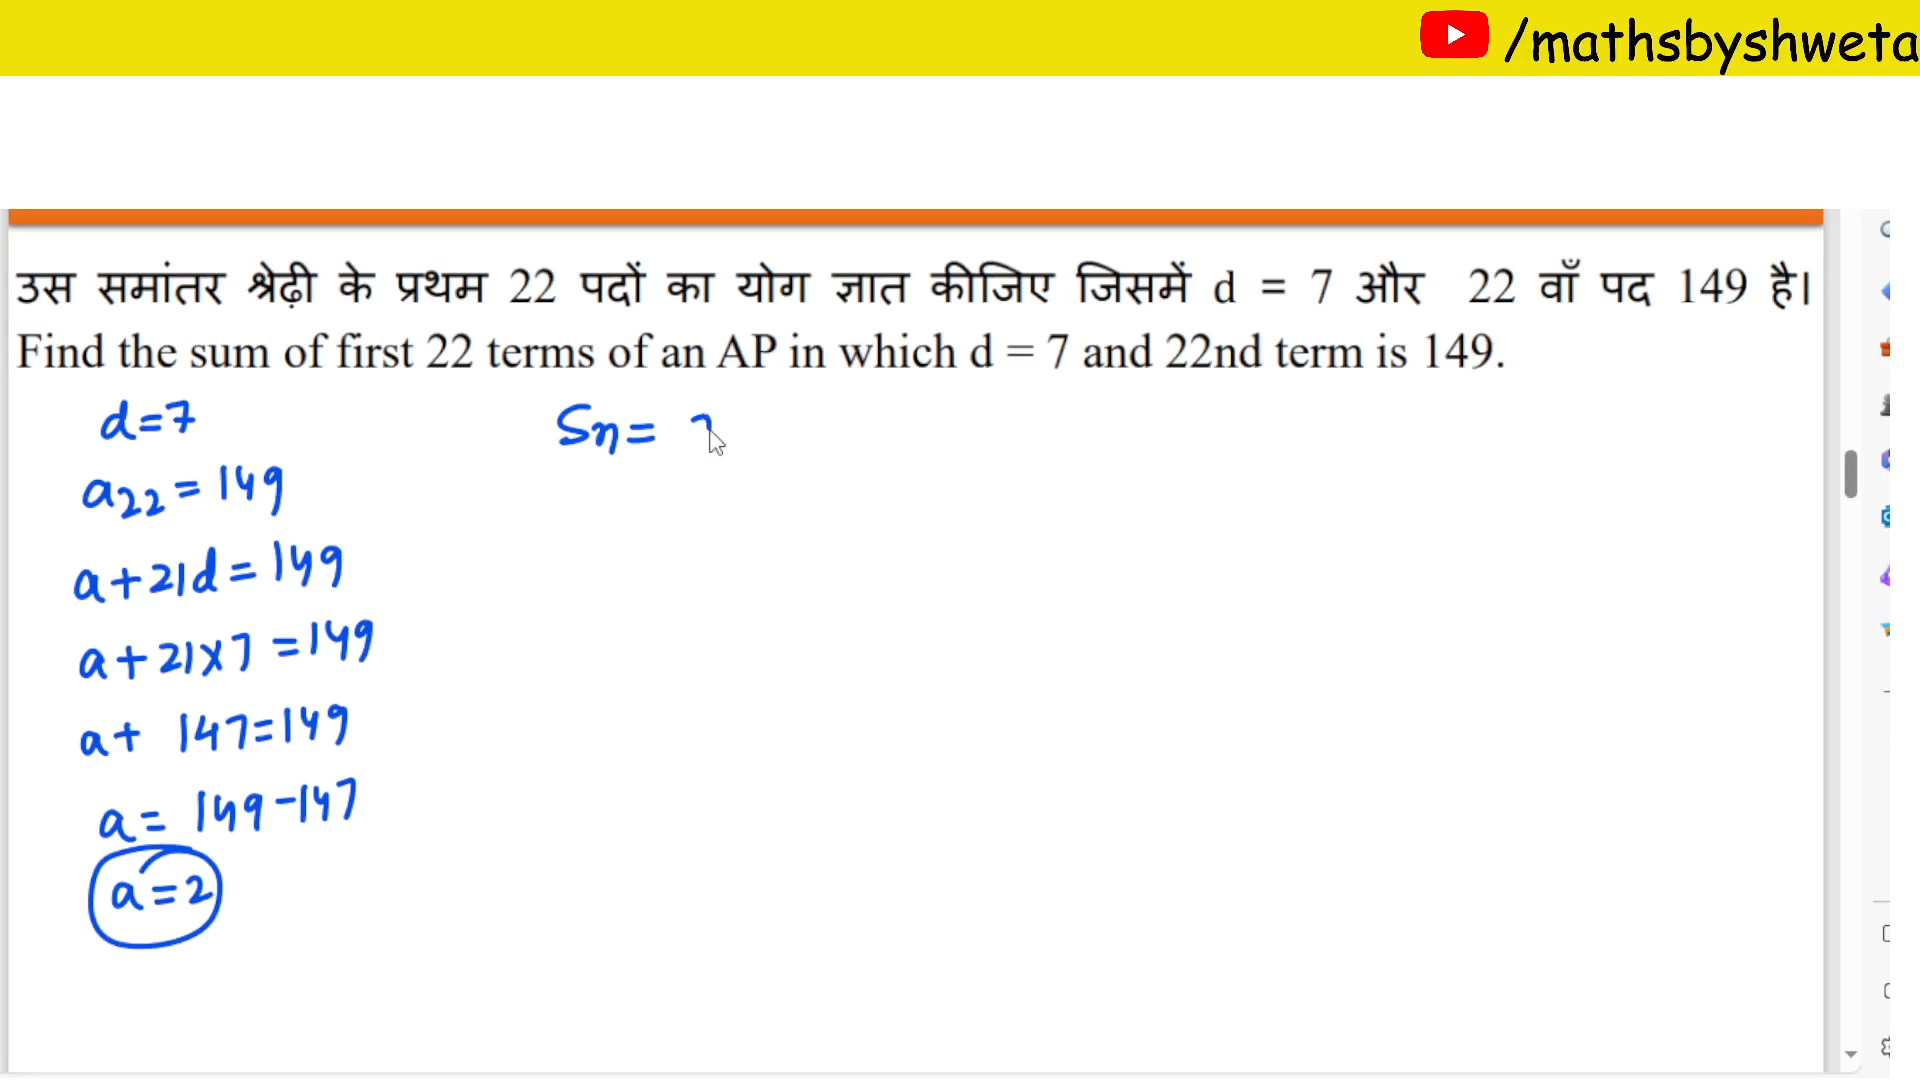 /mathsbyshweta
उस समांतर श्रेढ़ी के प्रथम 22 पदों का योग ज्ञात कीजिए जिसमें d = 7 और 22 वाँ पद 149 है।
Find the sum of first 22 terms of an AP in which d = 7 and 22nd term is 149.
d=7
Sn=
a22=149
a+21d=149
a+21x7=149
a+ 147=149
a= 149-147
a=2